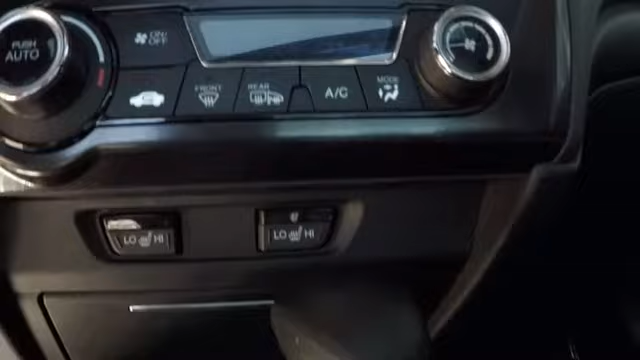 PUSH
AUTO
ON/
OFF
FRONT
REAR
A/C
MODE
LO HI
LO HI